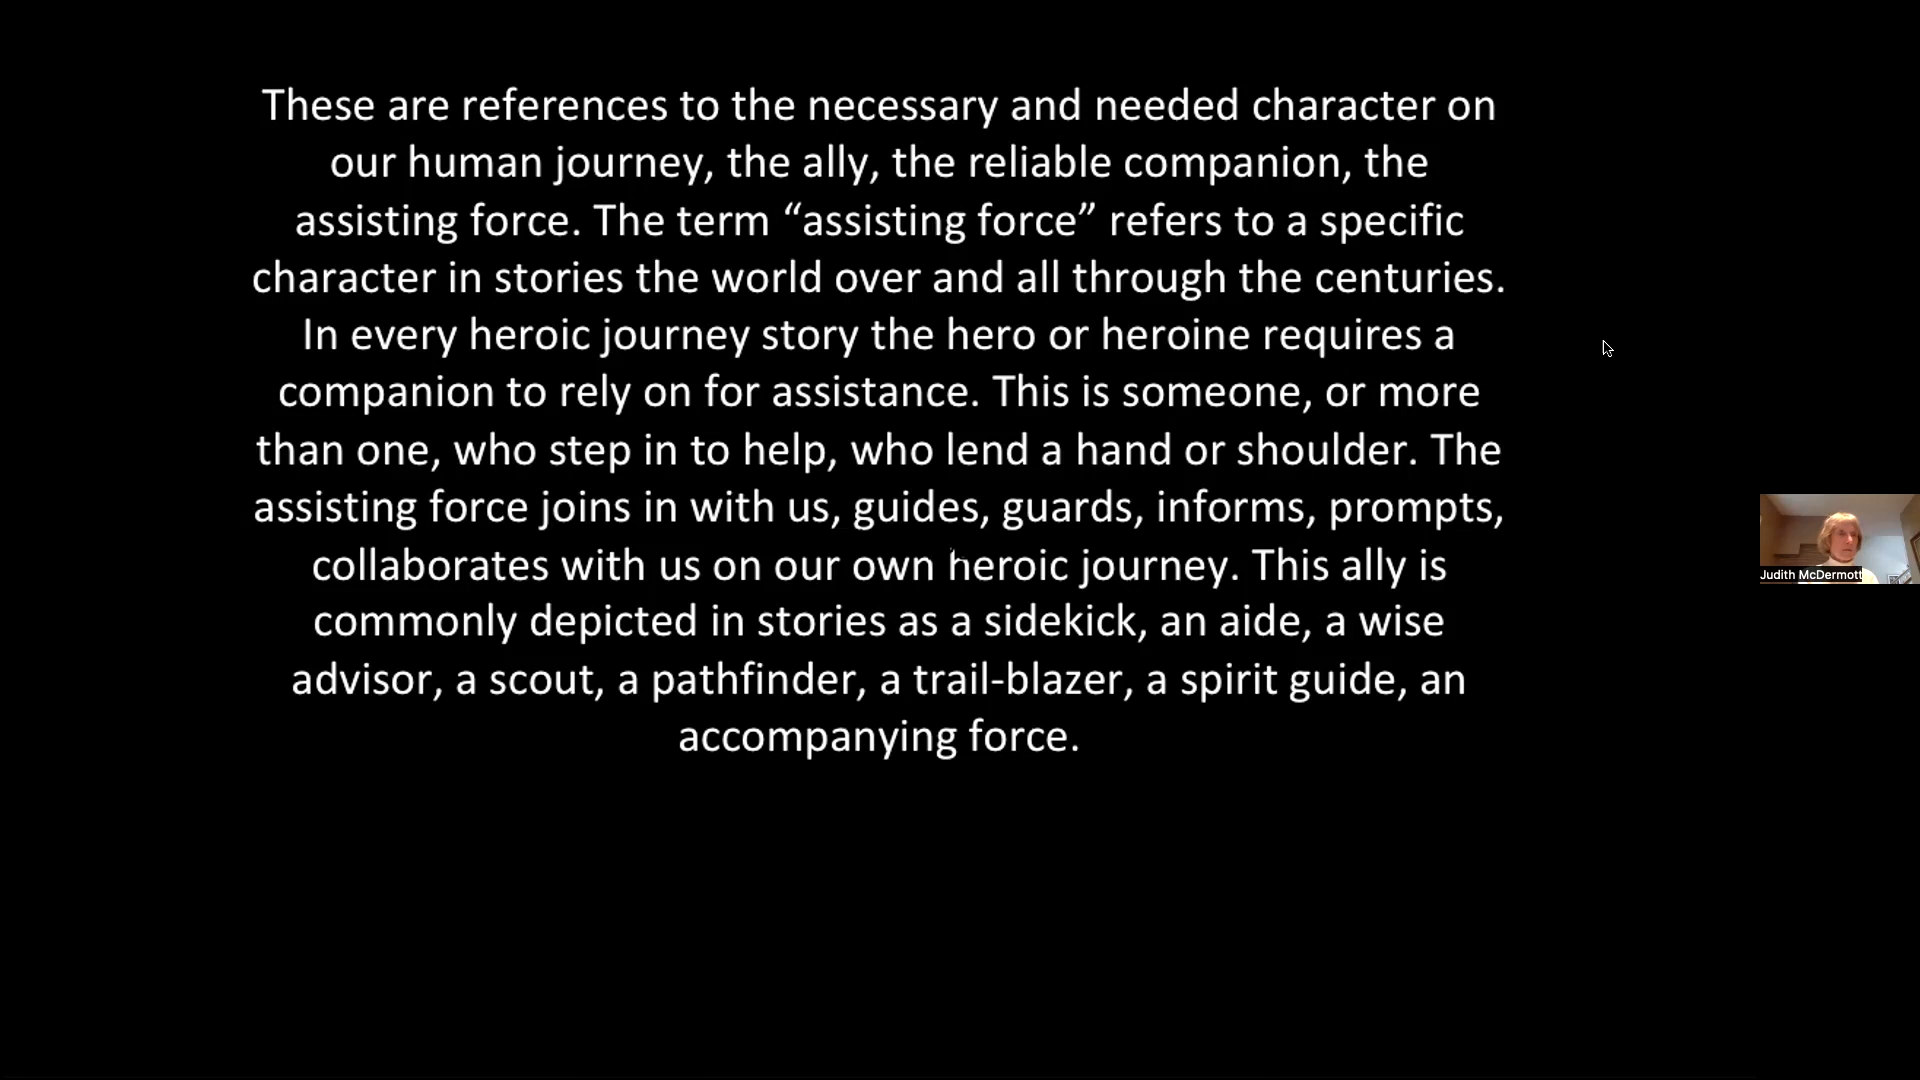 These are references to the necessary and needed character on
our human journey, the ally, the reliable companion, the
assisting force. The term “assisting force” refers to a specific
character in stories the world over and all through the centuries.
In every heroic journey story the hero or heroine requires a
companion to rely on for assistance. This is someone, or more
than one, who step in to help, who lend a hand or shoulder. The
assisting force joins in with us, guides, guards, informs, prompts,
collaborates with us on our own heroic journey. This ally is
commonly depicted in stories as a sidekick, an aide, a wise
advisor, a scout, a pathfinder, a trail-blazer, a spirit guide, an
accompanying force.
Judith McDermott